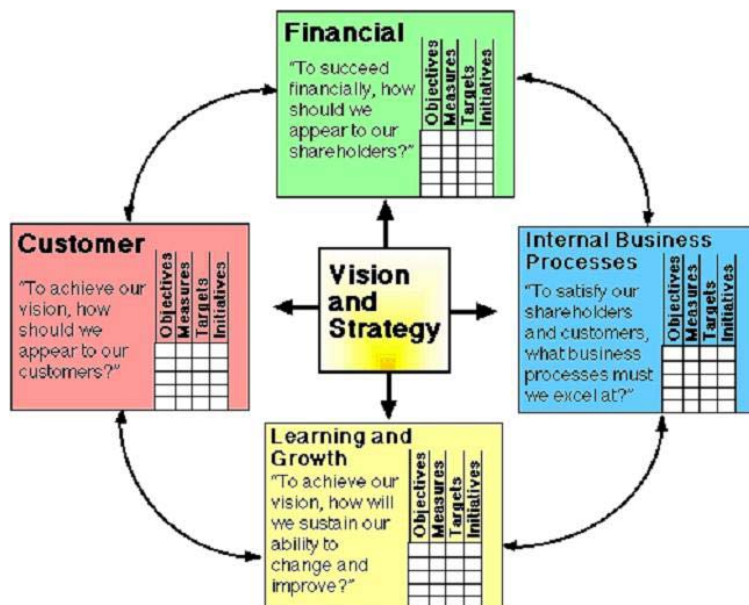 Financial
"To succeed
financially, how
should we
appear to our
shareholders?"
Objectives
Measures
Targets
Initiatives
Customer
"To achieve our
vision, how
should we
appear to our
customers?"
Objectives
Measures
Targets
Initiatives
Vision
and
Strategy
Internal Business
Processes
"To satisfy our
shareholders
and customers,
what business
processes must
we excel at?"
Objectives
Measures
Targets
Initiatives
Learning and
Growth
"To achieve our
vision, how will
we sustain our
ability to
change and
improve?"
Objectives
Measures
Targets
Initiatives